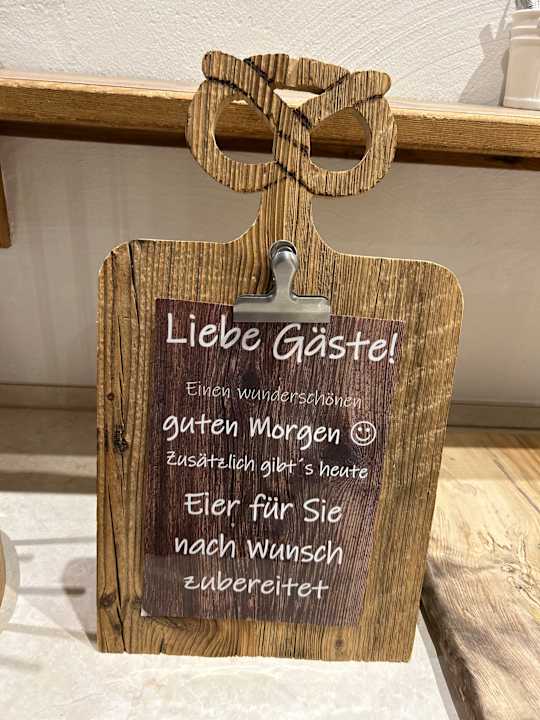 Liebe Gäste!
Einen wunderschönen
guten Morgen ☺
Zusätzlich gibt´s heute
Eier für Sie
nach Wunsch
zubereitet